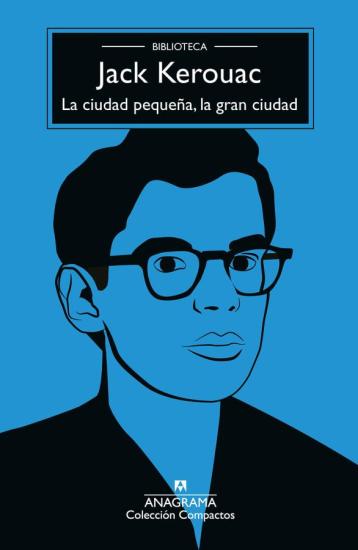 BIBLIOTECA
Jack Kerouac
La ciudad pequeña, la gran ciudad
ANAGRAMA
Colección Compactos